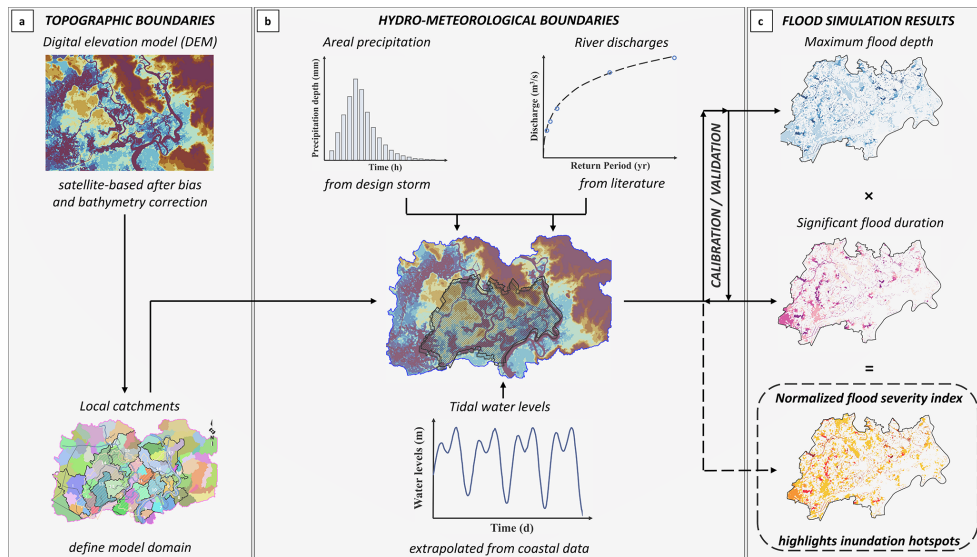 a
TOPOGRAPHIC BOUNDARIES
Digital elevation model (DEM)
satellite-based after bias
and bathymetry correction
Local catchments
define model domain
b
HYDRO-METEOROLOGICAL BOUNDARIES
Areal precipitation
Precipitation depth (mm)
Time (h)
from design storm
River discharges
Discharge (m³/s)
Return Period (yr)
from literature
Tidal water levels
Water levels (m)
Time (d)
extrapolated from coastal data
CALIBRATION / VALIDATION
c
FLOOD SIMULATION RESULTS
Maximum flood depth
×
Significant flood duration
=
Normalized flood severity index
highlights inundation hotspots